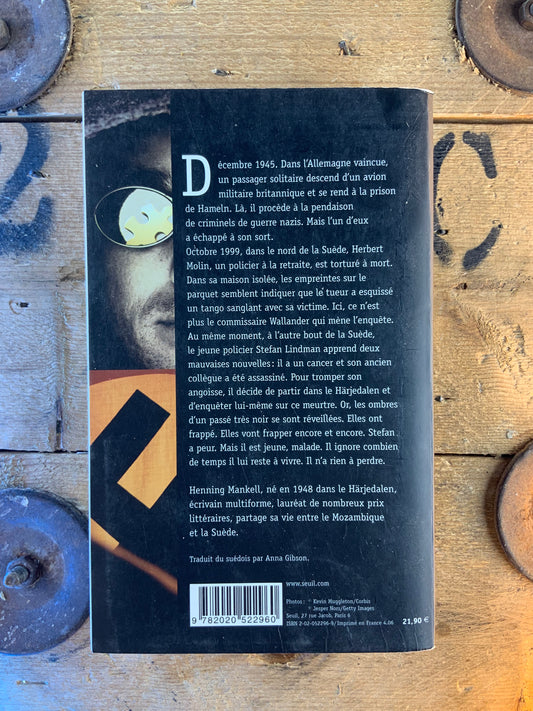 Décembre 1945. Dans l'Allemagne vaincue,
un passager solitaire descend d'un avion
militaire britannique et se rend à la prison
de Hameln. Là, il procède à la pendaison
de criminels de guerre nazis. Mais l'un d'eux
a échappé à son sort.
Octobre 1999, dans le nord de la Suède, Herbert
Molin, un policier à la retraite, est torturé à mort.
Dans sa maison isolée, les empreintes sur le
parquet semblent indiquer que le tueur a esquissé
un tango sanglant avec sa victime. Ici, ce n'est
plus le commissaire Wallander qui mène l'enquête.
Au même moment, à l'autre bout de la Suède,
le jeune policier Stefan Lindman apprend deux
mauvaises nouvelles : il a un cancer et son ancien
collègue a été assassiné. Pour tromper son
angoisse, il décide de partir dans le Härjedalen et
d'enquêter lui-même sur ce meurtre. Or, les ombres
d'un passé très noir se sont réveillées. Elles ont
frappé. Elles vont frapper encore et encore. Stefan
a peur. Mais il est jeune, malade. Il ignore combien
de temps il lui reste à vivre. Il n'a rien à perdre.
Henning Mankell, né en 1948 dans le Härjedalen,
écrivain multiforme, lauréat de nombreux prix
littéraires, partage sa vie entre le Mozambique
et la Suède.
Traduit du suédois par Anna Gibson.
www.seuil.com
Photos : © Kevin Muggleton/Corbis
© Jesper Nom/Getty Images
Seuil, 27 rue Jacob, Paris 6
ISBN 2-02-052296-9/Imprimé en France 4.06
21,90 €
9 782020 522960
2
C